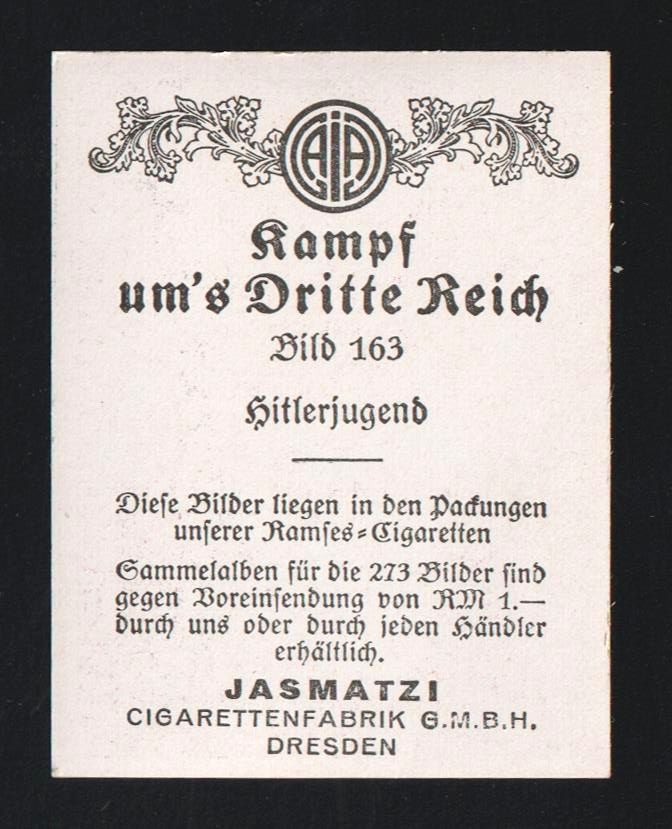 AJA
Kampf
um's Dritte Reich
Bild 163
Hitlerjugend
Diese Bilder liegen in den Packungen
unserer Ramses-Cigaretten
Sammelalben für die 273 Bilder sind
gegen Voreinsendung von RM 1.—
durch uns oder durch jeden Händler
erhältlich.
JASMATZI
CIGARETTENFABRIK G.M.B.H.
DRESDEN